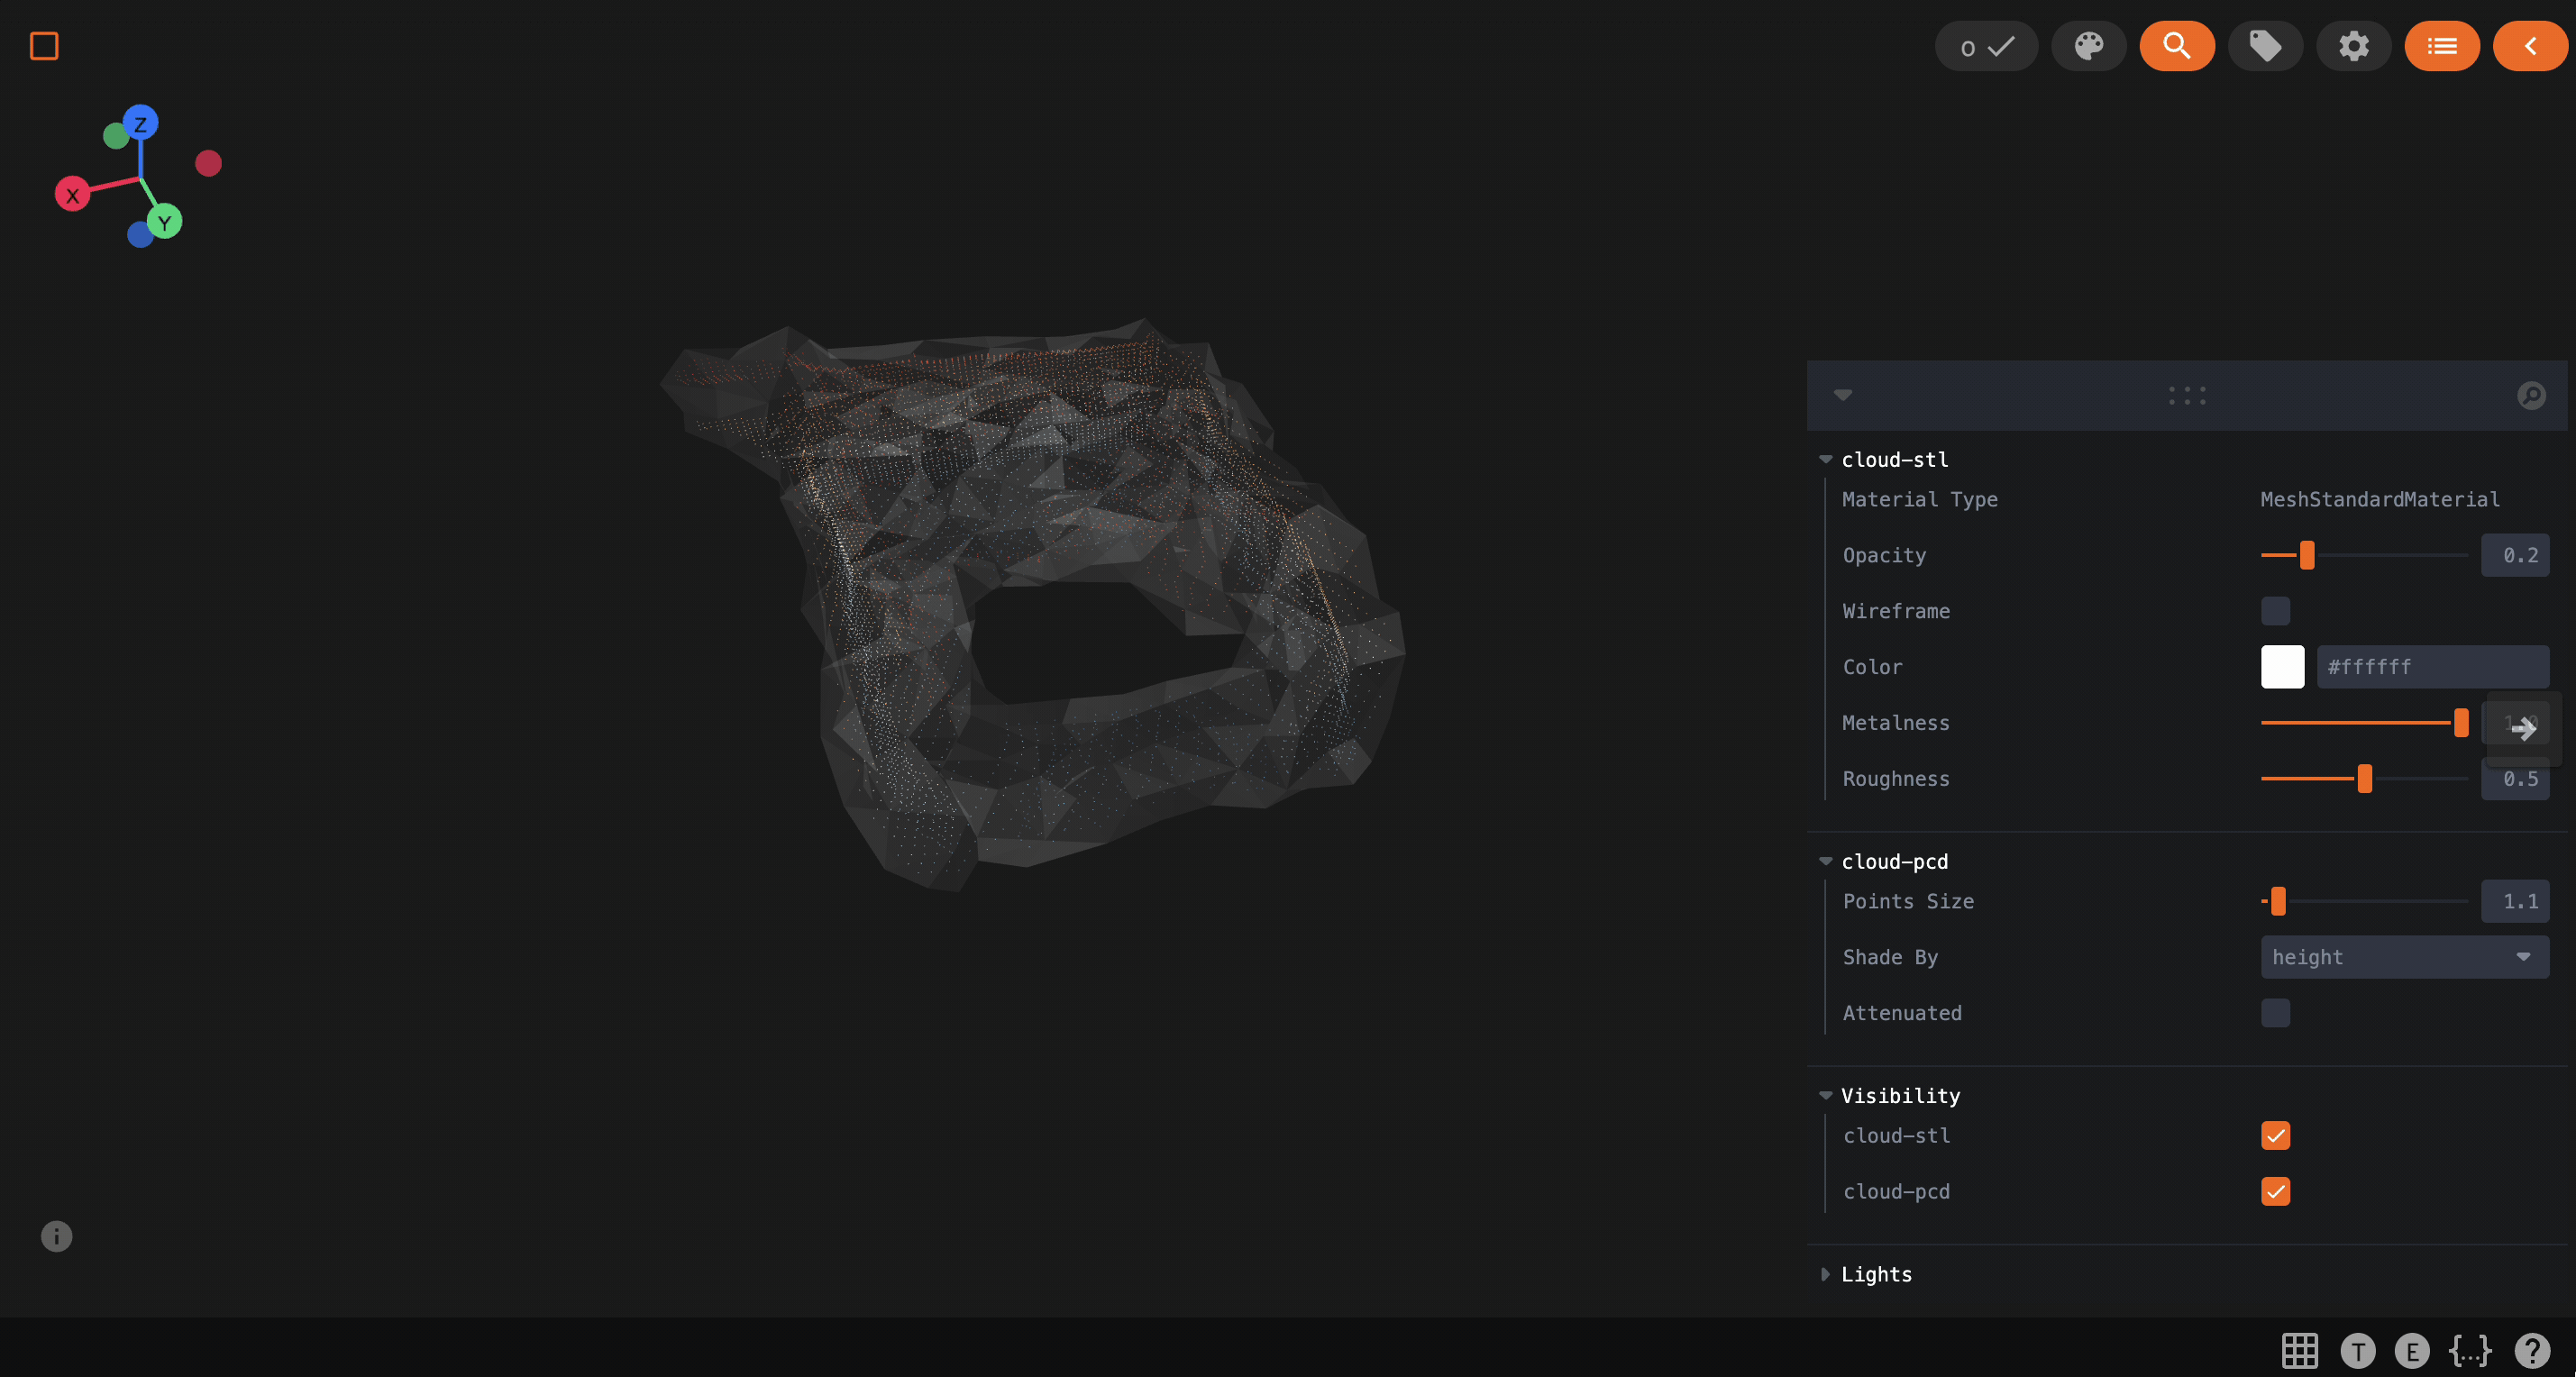 0
Z
X
Y
cloud-stl
Material Type MeshStandardMaterial
Opacity 0.2
Wireframe
Color #ffffff
Metalness
Roughness 0.5
cloud-pcd
Points Size 1.1
Shade By height
Attenuated
Visibility
cloud-stl
cloud-pcd
Lights
T E {...} ?